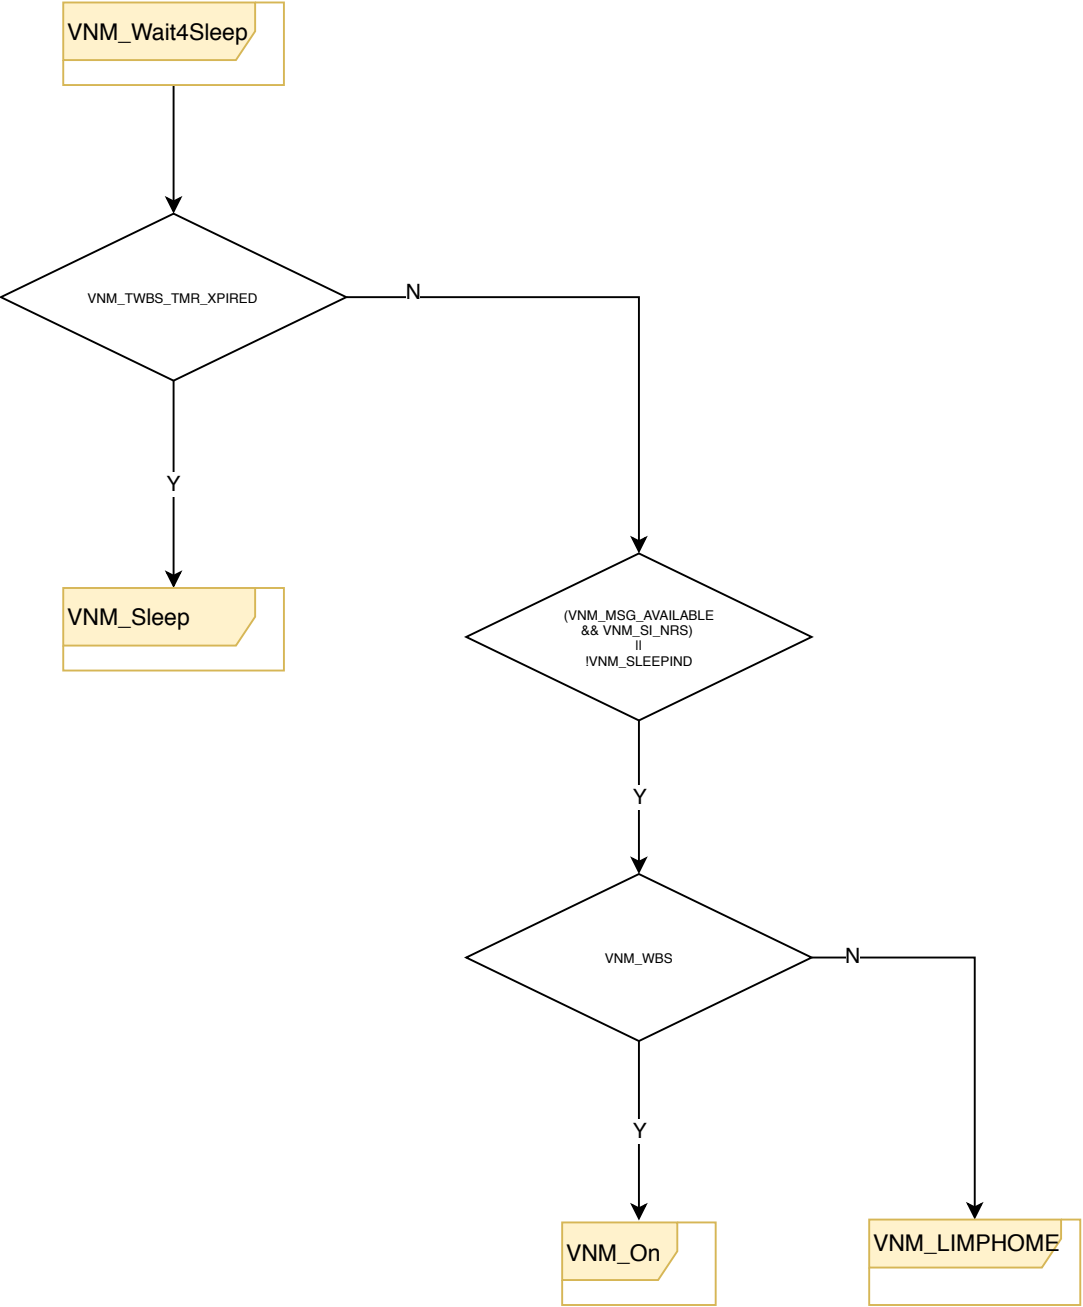 VNM_Wait4Sleep
VNM_TWBS_TMR_XPIRED
N
Y
VNM_Sleep
(VNM_MSG_AVAILABLE
&& VNM_SI_NRS)
||
!VNM_SLEEPIND
Y
VNM_WBS
N
Y
VNM_On
VNM_LIMPHOME